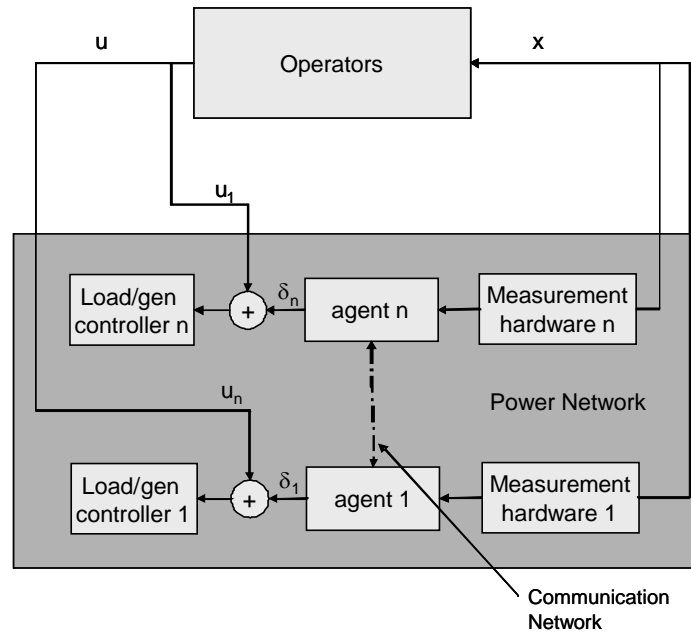 u
Operators
x
u1
Load/gen
controller n
+
δn
agent n
Measurement
hardware n
Power Network
un
Load/gen
controller 1
+
δ1
agent 1
Measurement
hardware 1
Communication
Network